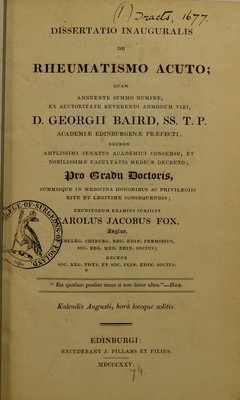 (1.) Tracts, 1677.
DISSERTATIO INAUGURALIS
DE
RHEUMATISMO ACUTO;
QUAM
ANNUENTE SUMMO NUMINE,
EX AUCTORITATE REVERENDI ADMODUM VIRI,
D. GEORGII BAIRD, SS. T. P.
ACADEMIÆ EDINBURGENÆ PRÆFECTI:
NECNON
AMPLISSIMI SENATUS ACADEMICI CONSENSU, ET
NOBILISSIMÆ FACULTATIS MEDICÆ DECRETO;
Pro Gradu Doctoris,
SUMMISQUE IN MEDICINA HONORIBUS AC PRIVILEGIIS
RITE ET LEGITIME CONSEQUENDIS;
ERUDITORUM EXAMINI SUBJICIT
CAROLUS JACOBUS FOX,
Anglus,
COLLEG. CHIRURG. REG. EDIN. PERMISSUS,
SOC. REG. MED. EDIN. SOCIUS;
NECNON
SOC. REG. PHYS. ET SOC. PLIN. EDIN. SOCIUS.
"Est quodam prodire tenus si non datur ultra."—HOR.
Kalendis Augusti, horâ locoque solitis.
EDINBURGI:
EXCUDEBANT J. PILLANS ET FILIUS.
MDCCCXXV.
74.